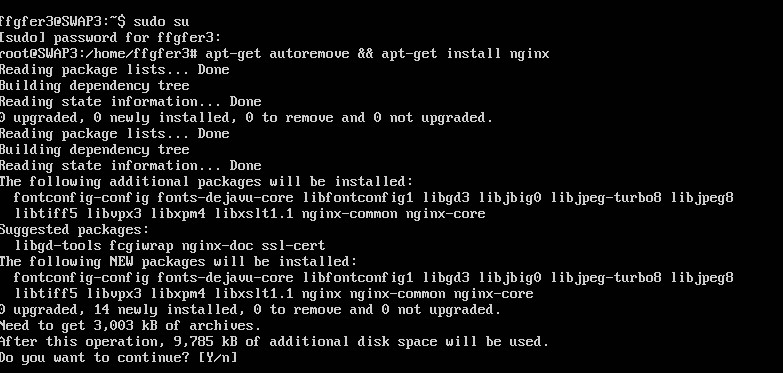 ffgfer3@SWAP3:~$ sudo su
[sudo] password for ffgfer3:
root@SWAP3:/home/ffgfer3# apt-get autoremove && apt-get install nginx
Reading package lists... Done
Building dependency tree
Reading state information... Done
0 upgraded, 0 newly installed, 0 to remove and 0 not upgraded.
Reading package lists... Done
Building dependency tree
Reading state information... Done
The following additional packages will be installed:
  fontconfig-config fonts-dejavu-core libfontconfig1 libgd3 libjbig0 libjpeg-turbo8 libjpeg8
  libtiff5 libvpx3 libxpm4 libxslt1.1 nginx-common nginx-core
Suggested packages:
  libgd-tools fcgiwrap nginx-doc ssl-cert
The following NEW packages will be installed:
  fontconfig-config fonts-dejavu-core libfontconfig1 libgd3 libjbig0 libjpeg-turbo8 libjpeg8
  libtiff5 libvpx3 libxpm4 libxslt1.1 nginx nginx-common nginx-core
0 upgraded, 14 newly installed, 0 to remove and 0 not upgraded.
Need to get 3,003 kB of archives.
After this operation, 9,785 kB of additional disk space will be used.
Do you want to continue? [Y/n]